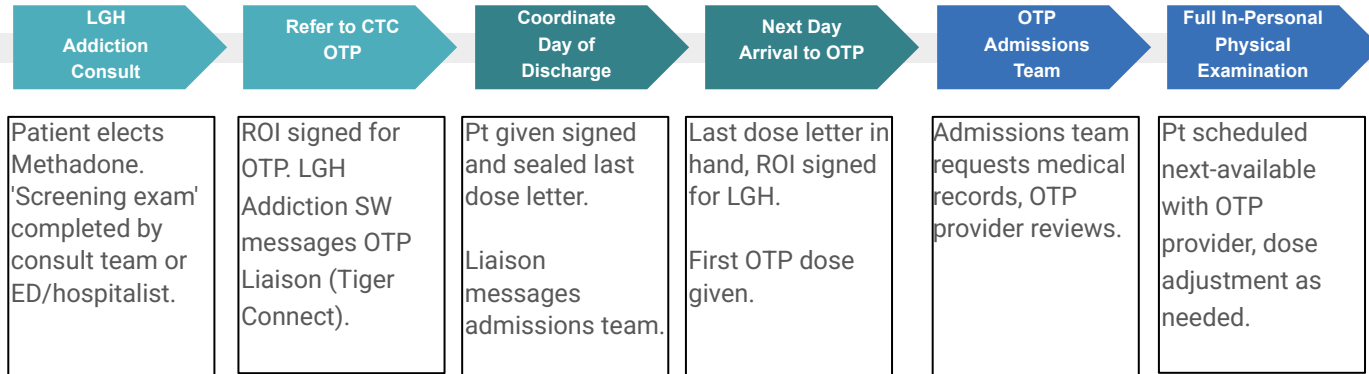 LGH
Addiction
Consult
Refer to CTC
OTP
Coordinate
Day of
Discharge
Next Day
Arrival to OTP
OTP
Admissions
Team
Full In-Personal
Physical
Examination
Patient elects
Methadone.
'Screening exam'
completed by
consult team or
ED/hospitalist.
ROI signed for
OTP. LGH
Addiction SW
messages OTP
Liaison (Tiger
Connect).
Pt given signed
and sealed last
dose letter.
Liaison
messages
admissions team.
Last dose letter in
hand, ROI signed
for LGH.
First OTP dose
given.
Admissions team
requests medical
records, OTP
provider reviews.
Pt scheduled
next-available
with OTP
provider, dose
adjustment as
needed.